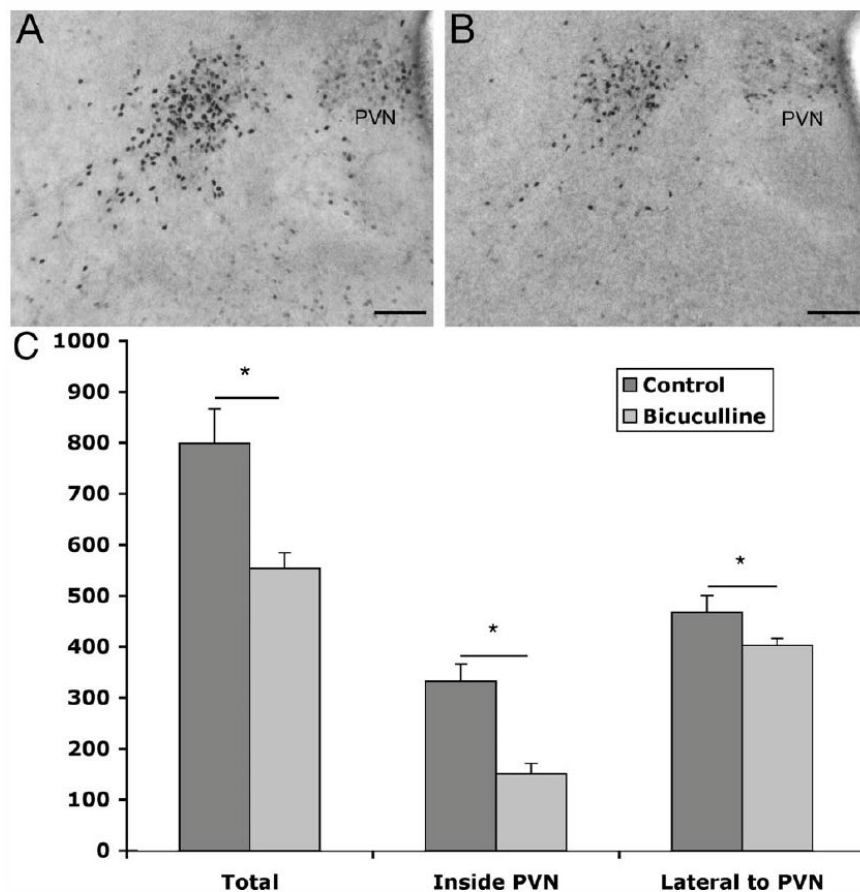 A
B
PVN
PVN
C
1000
900
800
700
600
500
400
300
200
100
0
*
*
*
Control
Bicuculline
Total
Inside PVN
Lateral to PVN